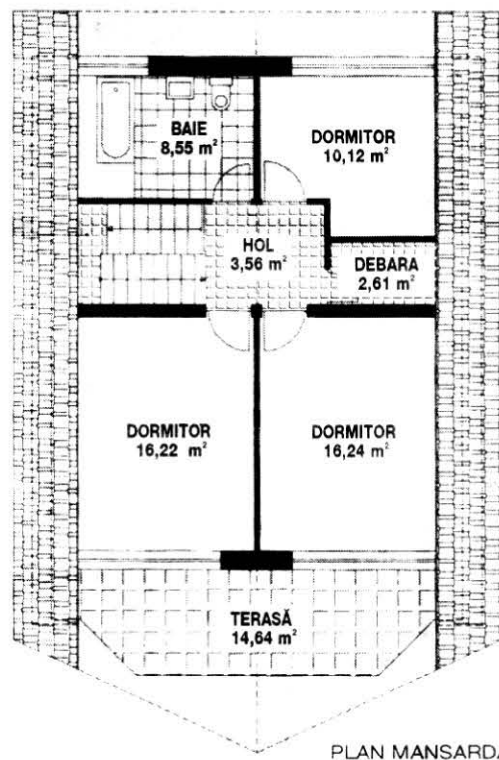 BAIE
8,55 m²
DORMITOR
10,12 m²
HOL
3,56 m²
DEBARA
2,61 m²
DORMITOR
16,22 m²
DORMITOR
16,24 m²
TERASĂ
14,64 m²
PLAN MANSARDA